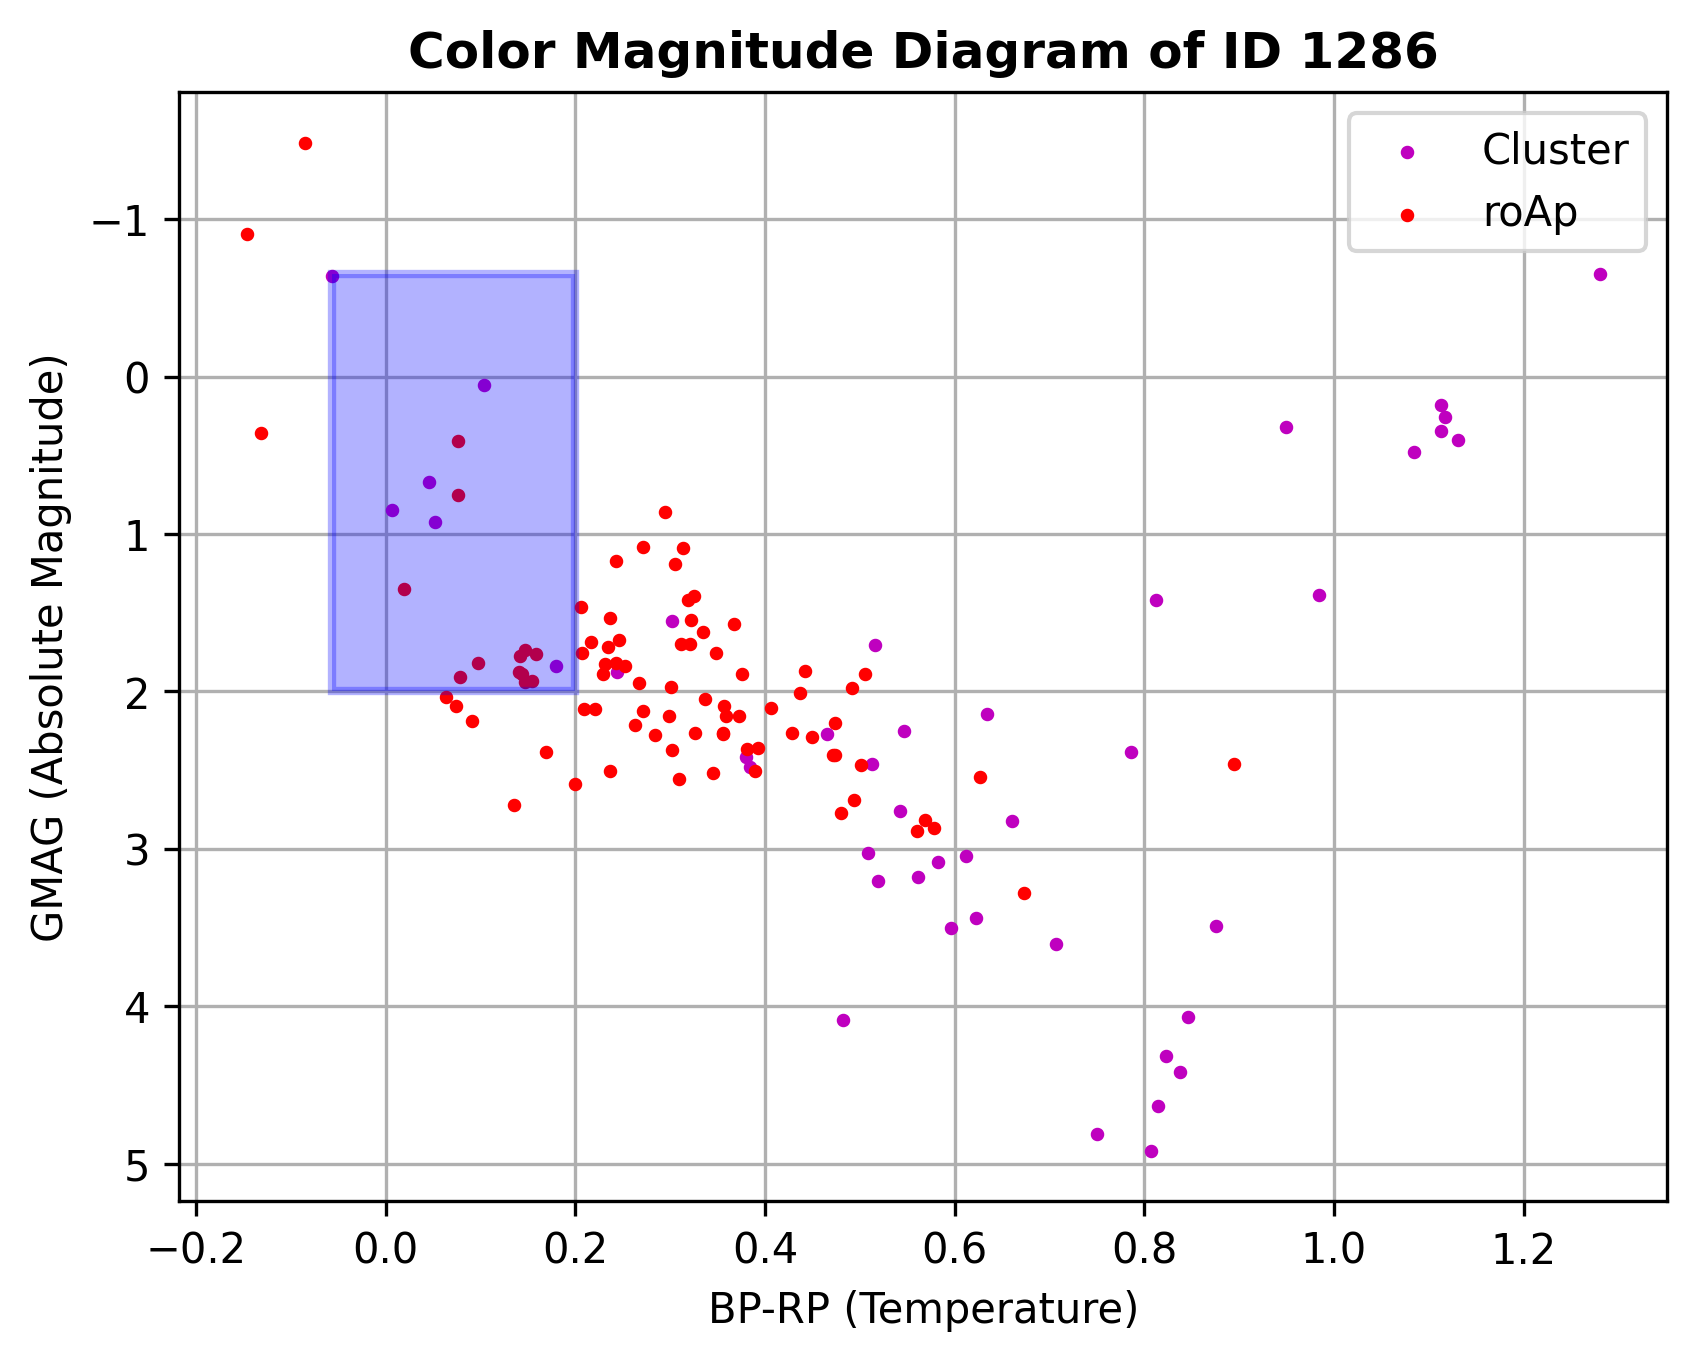 Color Magnitude Diagram of ID 1286
Cluster
roAp
−1
0
1
2
3
4
5
GMAG (Absolute Magnitude)
−0.2 0.0 0.2 0.4 0.6 0.8 1.0 1.2
BP-RP (Temperature)